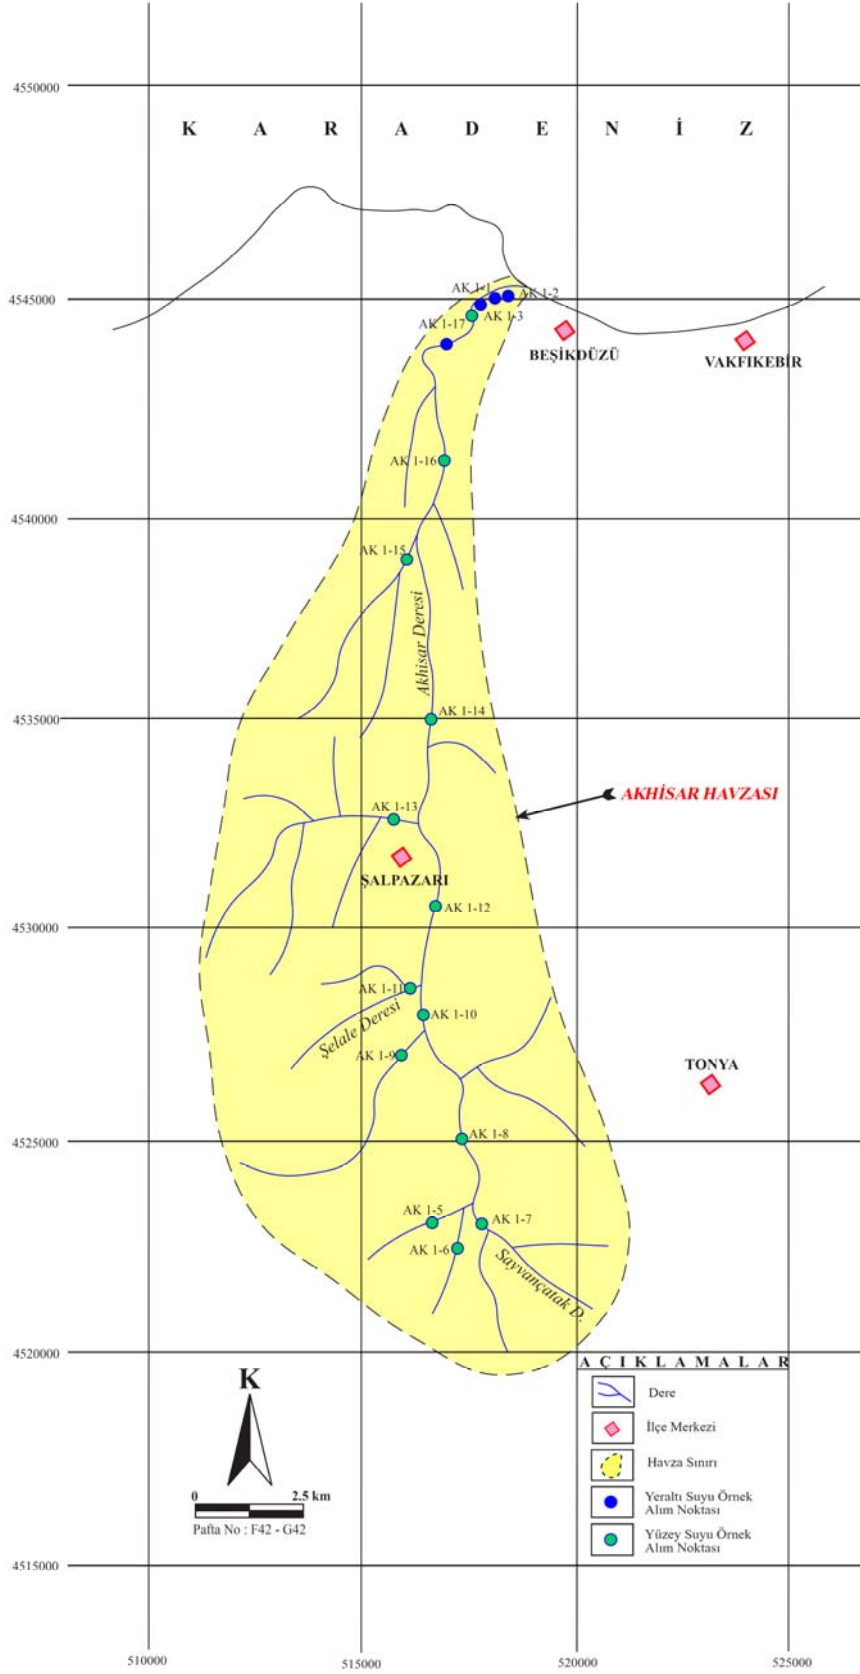 4550000
K A R A D E N İ Z
AK 1-1
AK 1-2
4545000
AK 1-17
AK 1-3
BEŞİKDÜZÜ
VAKFIKEBİR
AK 1-16
4540000
AK 1-15
Akhisar Deresi
AK 1-14
4535000
AKHİSAR HAVZASI
AK 1-13
ŞALPAZARI
AK 1-12
4530000
AK 1-11
Şelale Deresi
AK 1-10
AK 1-9
TONYA
AK 1-8
4525000
AK 1-5
AK 1-7
AK 1-6
Sayvançatak D.
4520000
A Ç I K L A M A L A R
K
Dere
İlçe Merkezi
Havza Sınırı
0 2.5 km
Yeraltı Suyu Örnek
Alım Noktası
Pafta No : F42 - G42
Yüzey Suyu Örnek
Alım Noktası
4515000
510000
515000
520000
525000